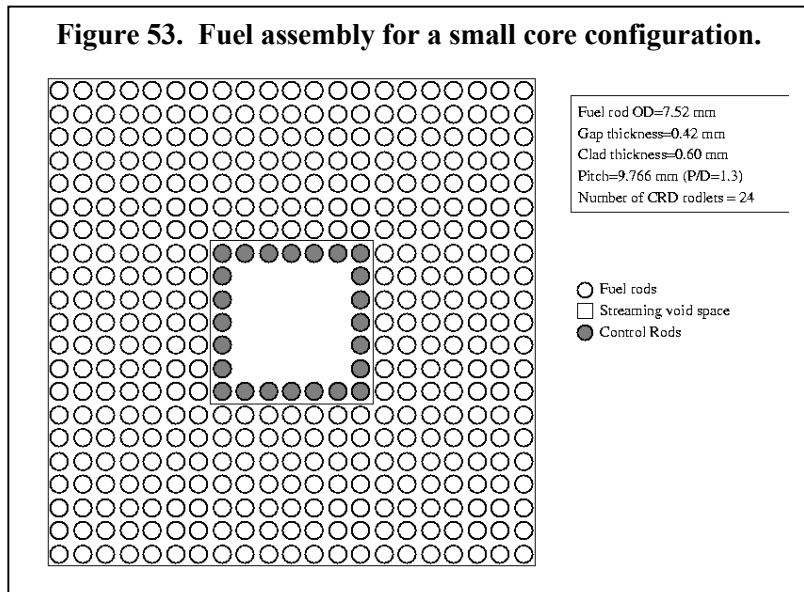 Figure 53.  Fuel assembly for a small core configuration.
Fuel rod OD=7.52 mm
Gap thickness=0.42 mm
Clad thickness=0.60 mm
Pitch=9.766 mm (P/D=1.3)
Number of CRD rodlets = 24
Fuel rods
Streaming void space
Control Rods